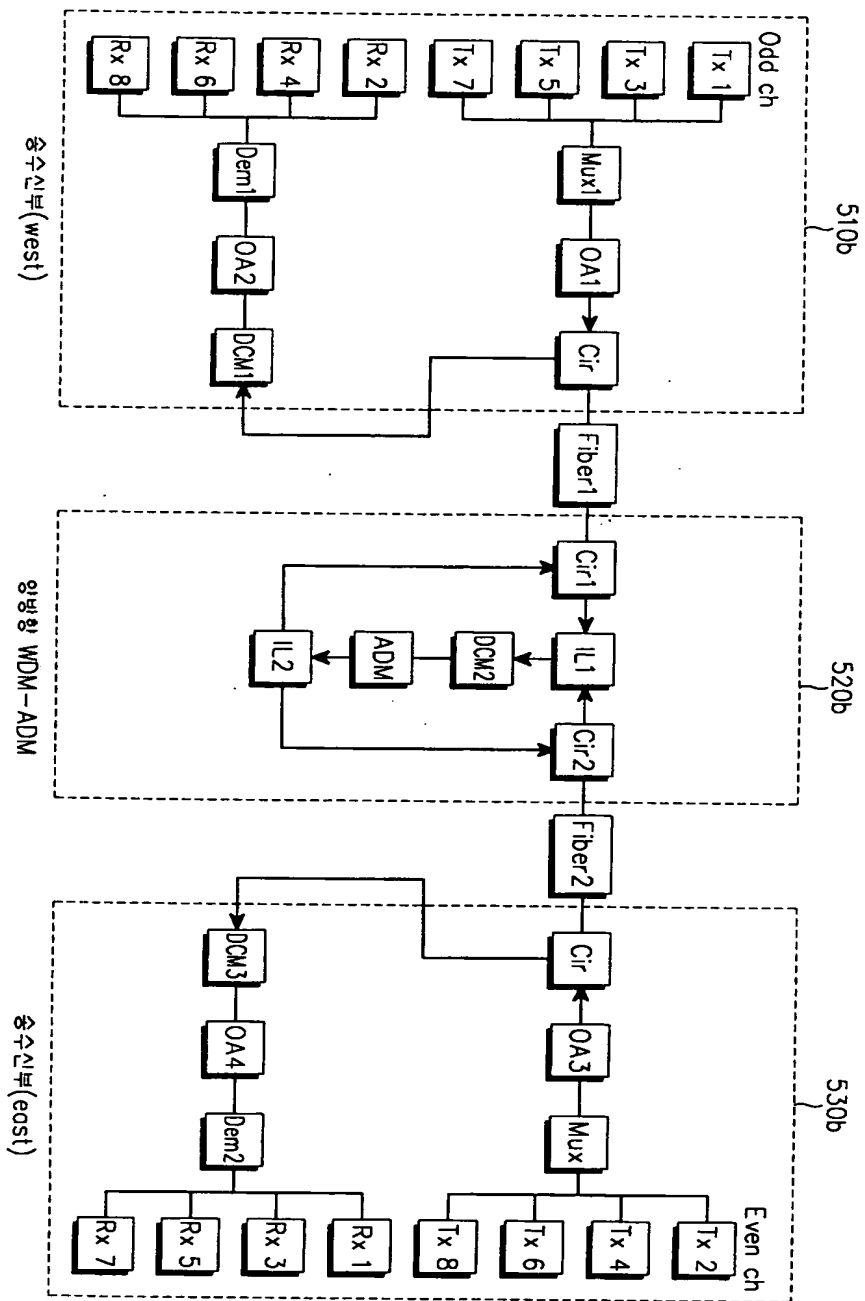 510b
520b
530b
Odd ch
Tx 1
Tx 3
Tx 5
Tx 7
Rx 2
Rx 4
Rx 6
Rx 8
Mux1
OA1
Cir
Dem1
OA2
DCM1
송수신부(west)
Fiber1
Cir1
IL1
Cir2
DCM2
ADM
IL2
양방향 WDM-ADM
Fiber2
Cir
OA3
Mux
DCM3
OA4
Dem2
Even ch
Tx 2
Tx 4
Tx 6
Tx 8
Rx 1
Rx 3
Rx 5
Rx 7
송수신부(east)